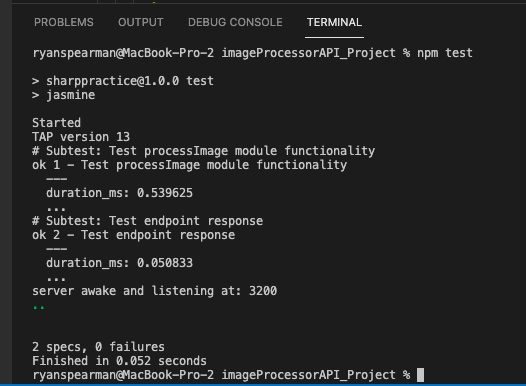 PROBLEMS OUTPUT DEBUG CONSOLE TERMINAL
ryanspearman@MacBook-Pro-2 imageProcessorAPI_Project % npm test
> sharppractice@1.0.0 test
> jasmine
Started
TAP version 13
# Subtest: Test processImage module functionality
ok 1 - Test processImage module functionality
  ---
  duration_ms: 0.539625
  ...
# Subtest: Test endpoint response
ok 2 - Test endpoint response
  ---
  duration_ms: 0.050833
  ...
server awake and listening at: 3200
..
2 specs, 0 failures
Finished in 0.052 seconds
ryanspearman@MacBook-Pro-2 imageProcessorAPI_Project %